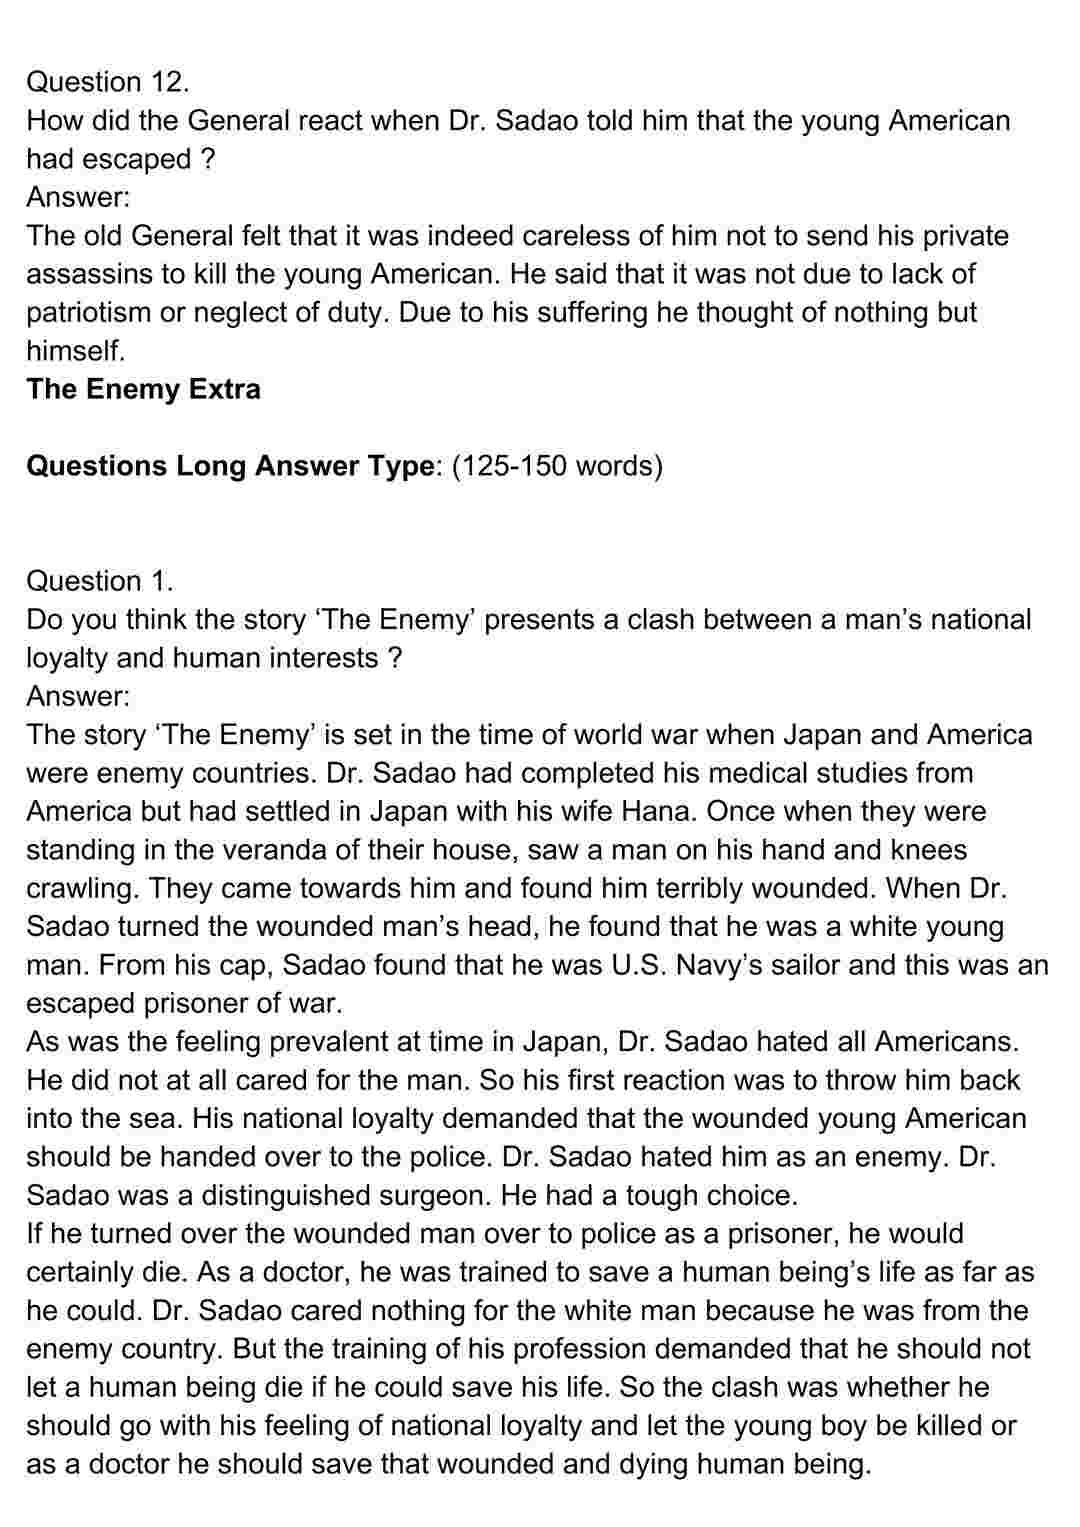 Question 12.
How did the General react when Dr. Sadao told him that the young American
had escaped ?
Answer:
The old General felt that it was indeed careless of him not to send his private
assassins to kill the young American. He said that it was not due to lack of
patriotism or neglect of duty. Due to his suffering he thought of nothing but
himself.
The Enemy Extra
Questions Long Answer Type: (125-150 words)
Question 1.
Do you think the story ‘The Enemy’ presents a clash between a man’s national
loyalty and human interests ?
Answer:
The story ‘The Enemy’ is set in the time of world war when Japan and America
were enemy countries. Dr. Sadao had completed his medical studies from
America but had settled in Japan with his wife Hana. Once when they were
standing in the veranda of their house, saw a man on his hand and knees
crawling. They came towards him and found him terribly wounded. When Dr.
Sadao turned the wounded man’s head, he found that he was a white young
man. From his cap, Sadao found that he was U.S. Navy’s sailor and this was an
escaped prisoner of war.
As was the feeling prevalent at time in Japan, Dr. Sadao hated all Americans.
He did not at all cared for the man. So his first reaction was to throw him back
into the sea. His national loyalty demanded that the wounded young American
should be handed over to the police. Dr. Sadao hated him as an enemy. Dr.
Sadao was a distinguished surgeon. He had a tough choice.
If he turned over the wounded man over to police as a prisoner, he would
certainly die. As a doctor, he was trained to save a human being’s life as far as
he could. Dr. Sadao cared nothing for the white man because he was from the
enemy country. But the training of his profession demanded that he should not
let a human being die if he could save his life. So the clash was whether he
should go with his feeling of national loyalty and let the young boy be killed or
as a doctor he should save that wounded and dying human being.